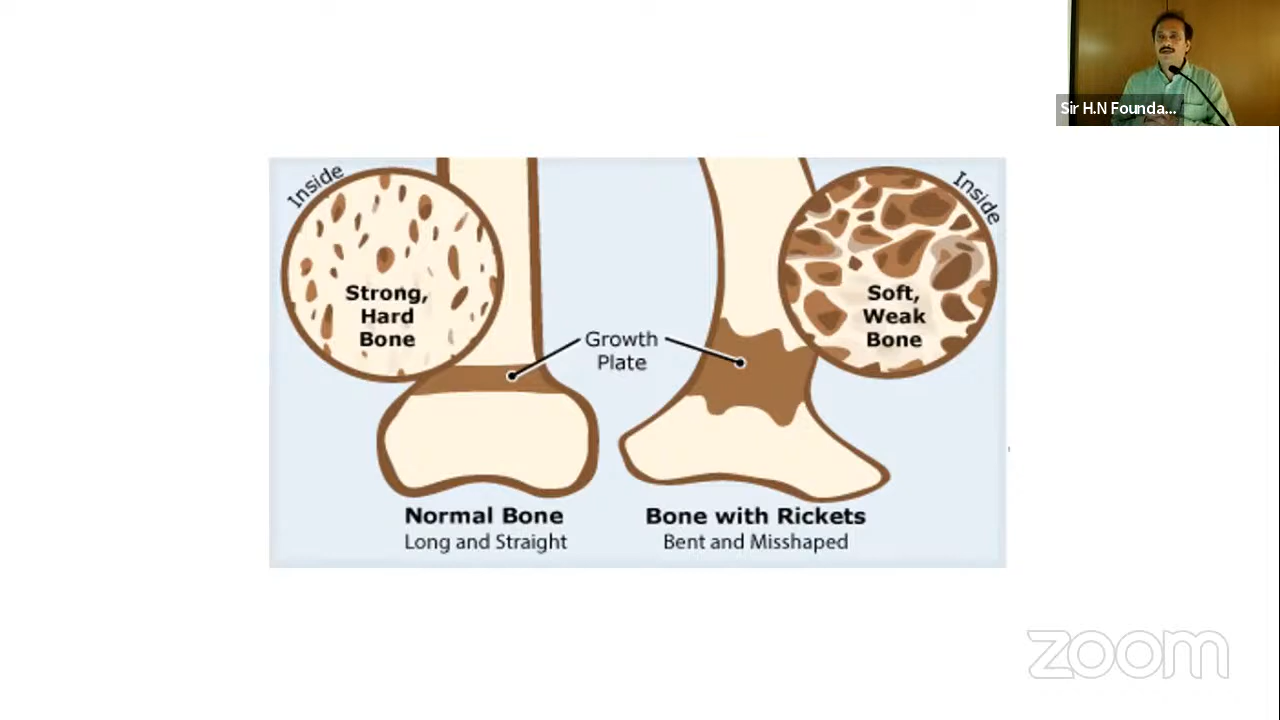 Sir H.N Founda...
Inside
Inside
Strong,
Hard
Bone
Soft,
Weak
Bone
Growth
Plate
Normal Bone
Long and Straight
Bone with Rickets
Bent and Misshaped
zoom